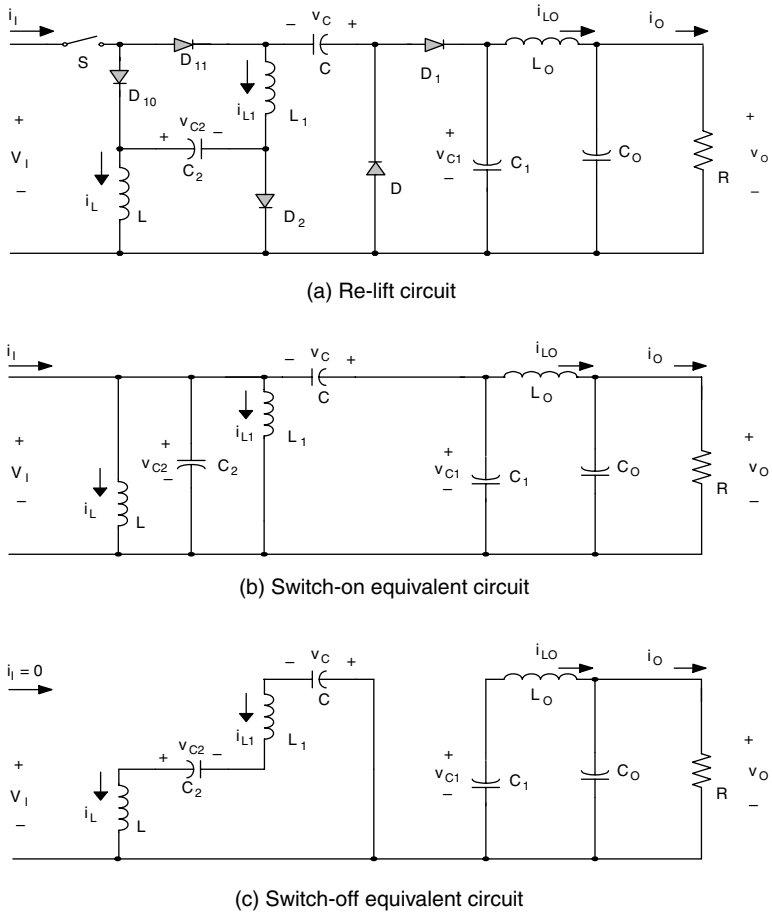 i_I – v_C + i_LO i_O
S D_11 C D_1 L_O
D_10 i_L1 L_1
+ V_I – + v_C2 – C_2 + v_C1 – C_1 C_O R + v_O –
i_L L D_2 D
(a) Re-lift circuit
i_I – v_C + i_LO i_O
C L_O
i_L1 L_1
+ V_I – + v_C2 – C_2 + v_C1 – C_1 C_O R + v_O –
i_L L
(b) Switch-on equivalent circuit
i_I = 0 – v_C + i_LO i_O
C L_O
i_L1 L_1
+ V_I – + v_C2 – C_2 + v_C1 – C_1 C_O R + v_O –
i_L L
(c) Switch-off equivalent circuit